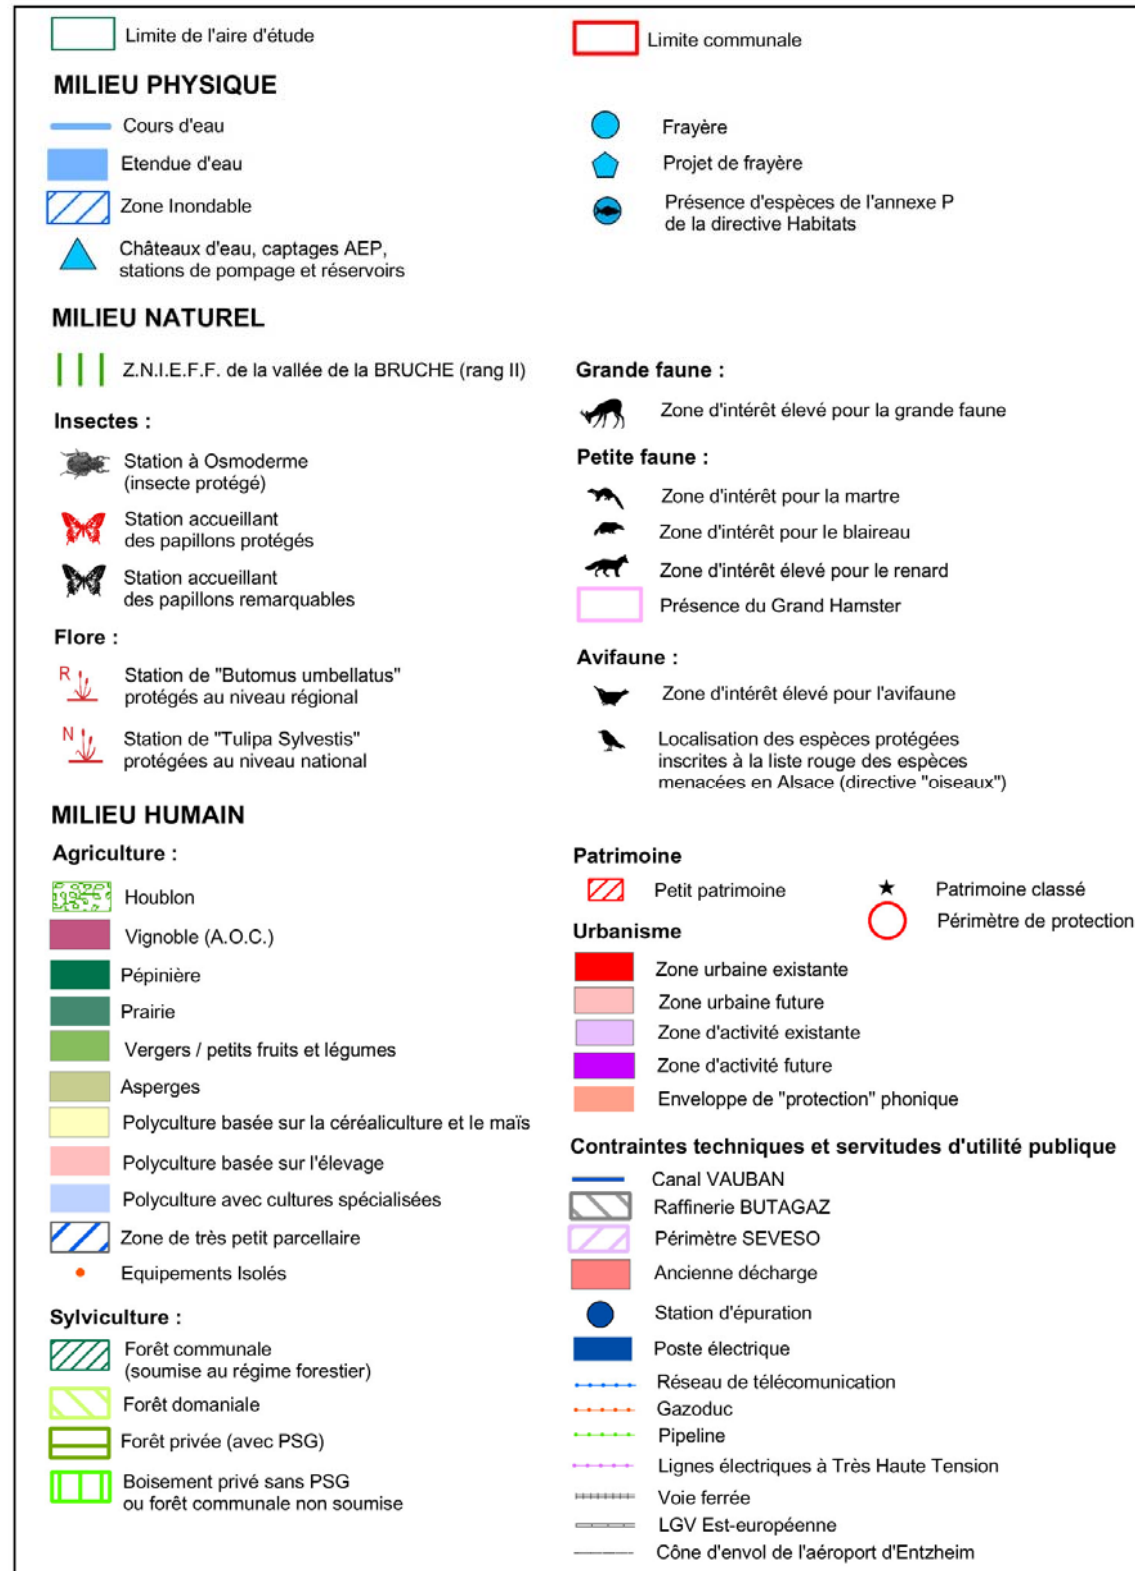 Limite de l'aire d'étude
Limite communale
MILIEU PHYSIQUE
Cours d'eau
Etendue d'eau
Zone Inondable
Châteaux d'eau, captages AEP,
stations de pompage et réservoirs
Frayère
Projet de frayère
Présence d'espèces de l'annexe P
de la directive Habitats
MILIEU NATUREL
Z.N.I.E.F.F. de la vallée de la BRUCHE (rang II)
Insectes :
Station à Osmoderme
(insecte protégé)
Station accueillant
des papillons protégés
Station accueillant
des papillons remarquables
Flore :
R
Station de "Butomus umbellatus"
protégés au niveau régional
N
Station de "Tulipa Sylvestis"
protégées au niveau national
Grande faune :
Zone d'intérêt élevé pour la grande faune
Petite faune :
Zone d'intérêt pour la martre
Zone d'intérêt pour le blaireau
Zone d'intérêt élevé pour le renard
Présence du Grand Hamster
Avifaune :
Zone d'intérêt élevé pour l'avifaune
Localisation des espèces protégées
inscrites à la liste rouge des espèces
menacées en Alsace (directive "oiseaux")
MILIEU HUMAIN
Agriculture :
Houblon
Vignoble (A.O.C.)
Pépinière
Prairie
Vergers / petits fruits et légumes
Asperges
Polyculture basée sur la céréaliculture et le maïs
Polyculture basée sur l'élevage
Polyculture avec cultures spécialisées
Zone de très petit parcellaire
Equipements Isolés
Sylviculture :
Forêt communale
(soumise au régime forestier)
Forêt domaniale
Forêt privée (avec PSG)
Boisement privé sans PSG
ou forêt communale non soumise
Patrimoine
Petit patrimoine
Patrimoine classé
Périmètre de protection
Urbanisme
Zone urbaine existante
Zone urbaine future
Zone d'activité existante
Zone d'activité future
Enveloppe de "protection" phonique
Contraintes techniques et servitudes d'utilité publique
Canal VAUBAN
Raffinerie BUTAGAZ
Périmètre SEVESO
Ancienne décharge
Station d'épuration
Poste électrique
Réseau de télécomunication
Gazoduc
Pipeline
Lignes électriques à Très Haute Tension
Voie ferrée
LGV Est-européenne
Cône d'envol de l'aéroport d'Entzheim